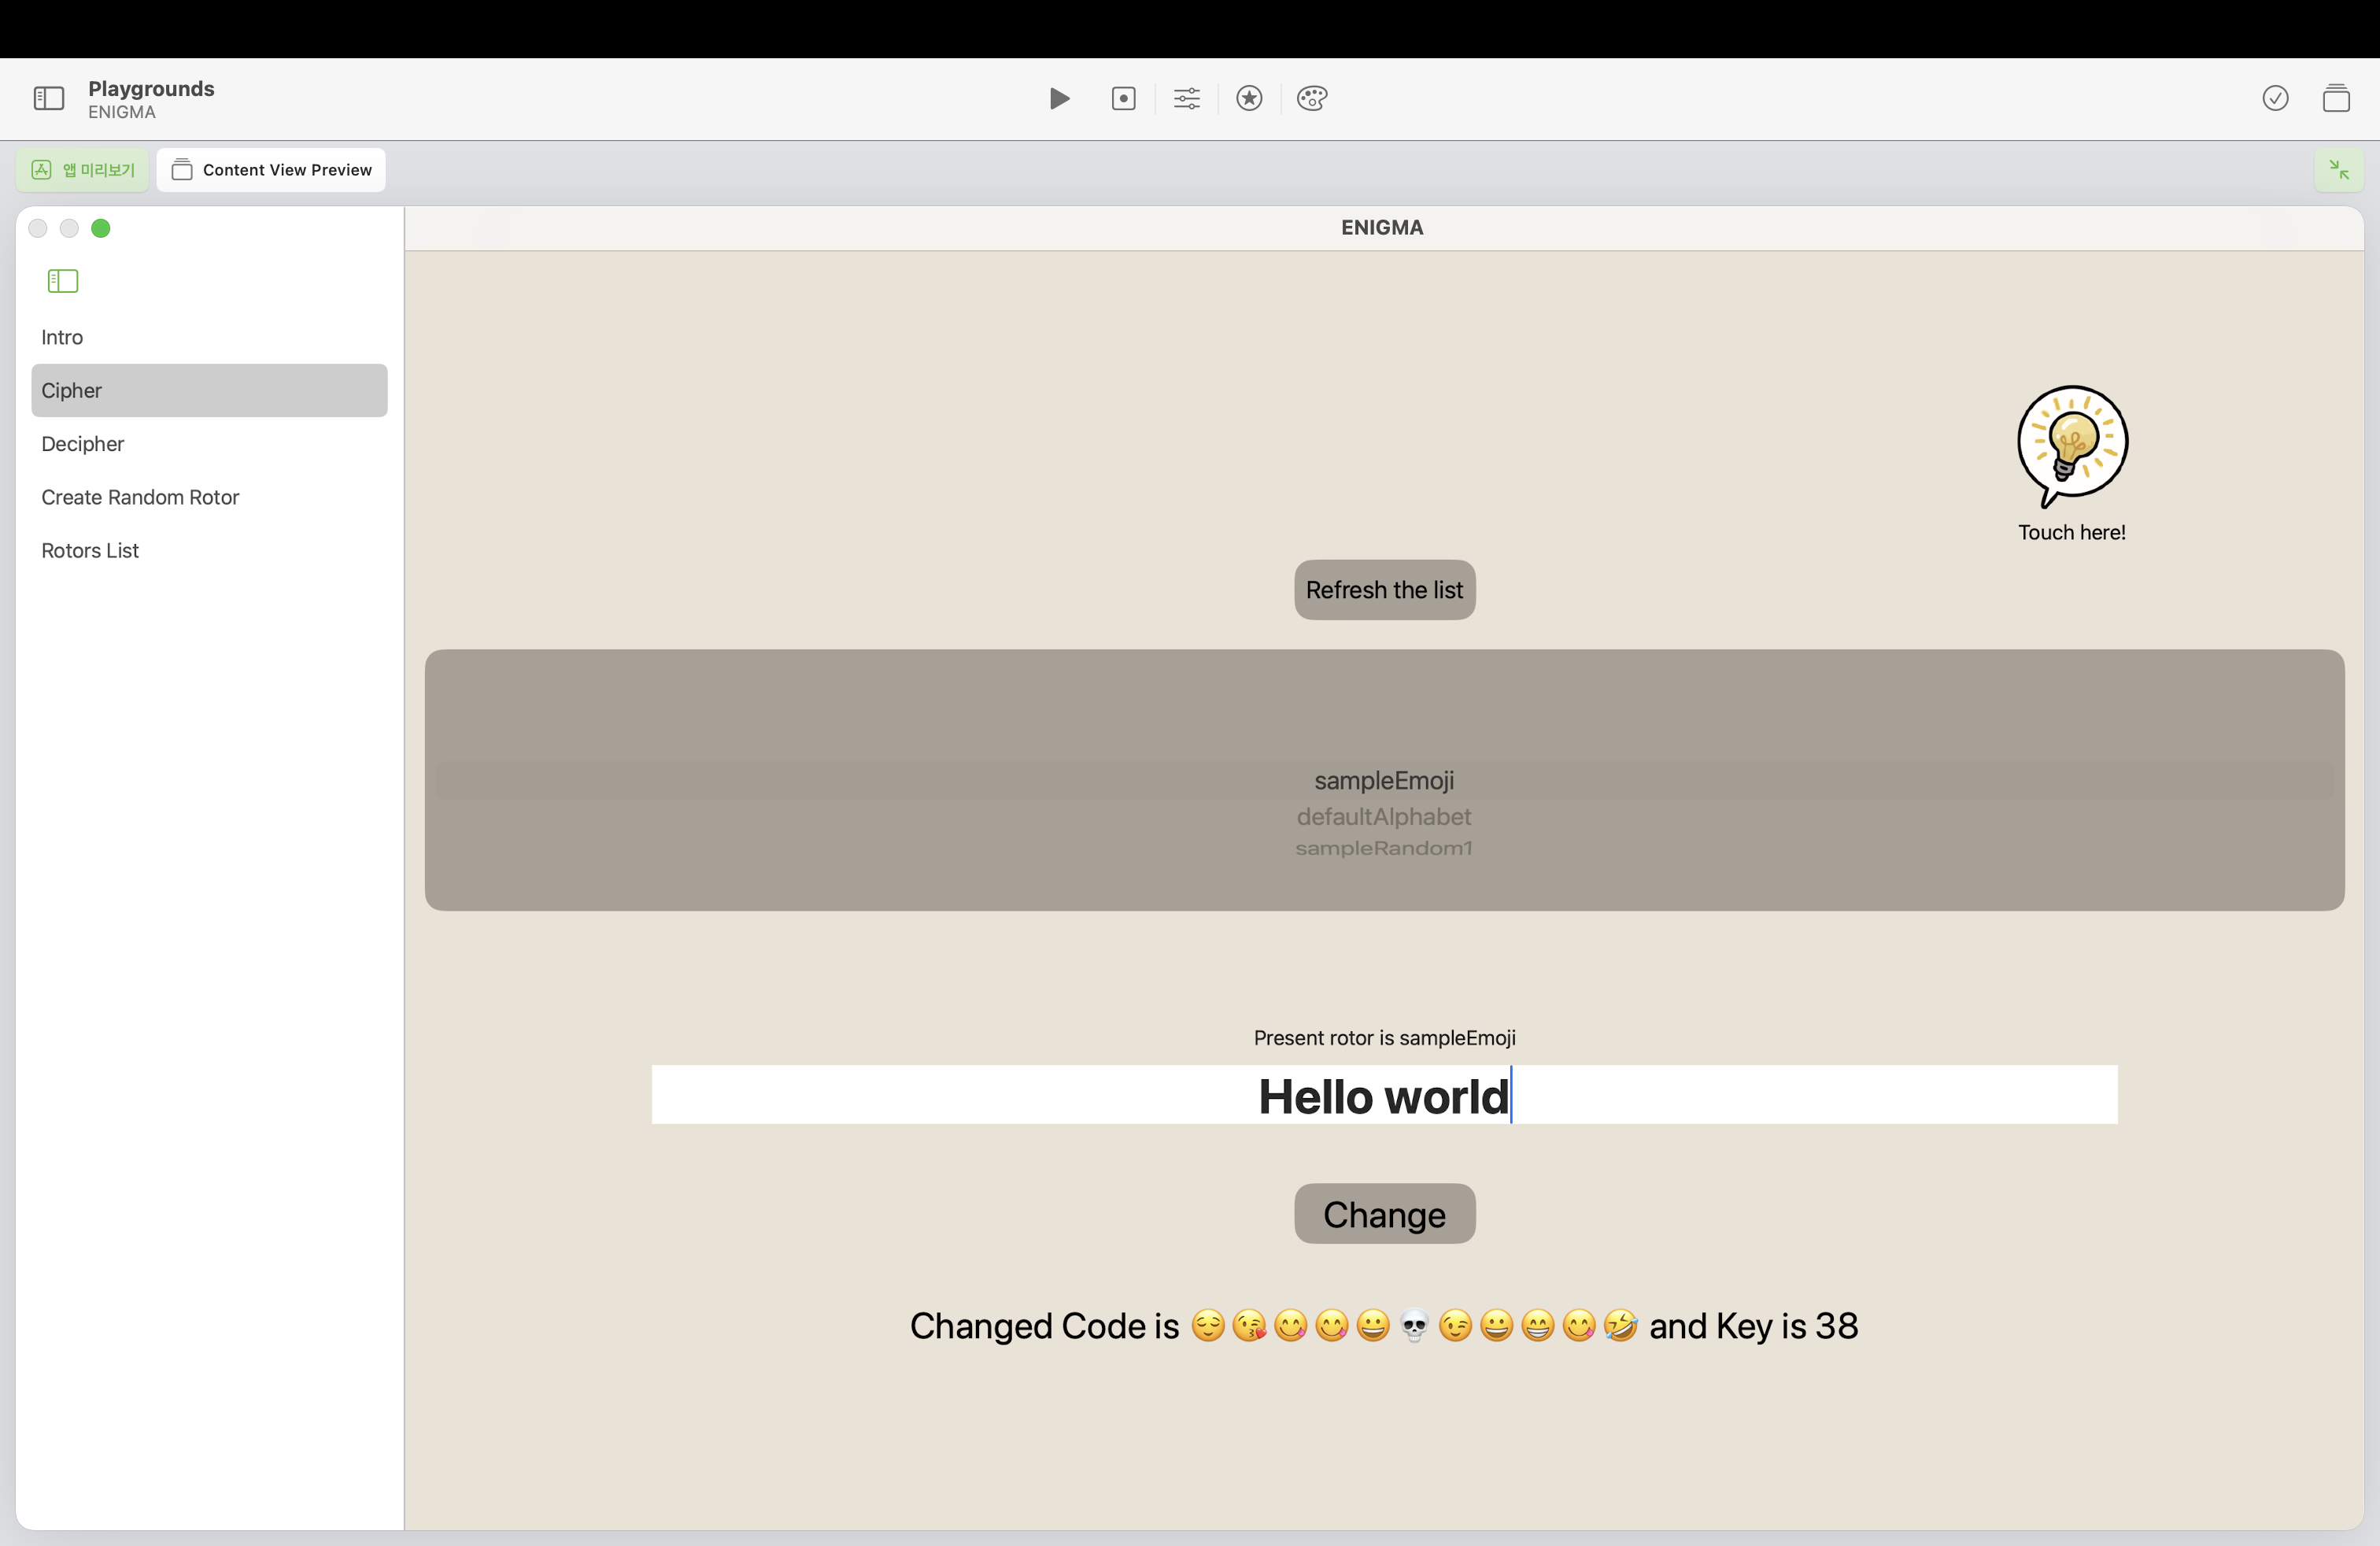 Playgrounds
ENIGMA
앱 미리보기
Content View Preview
ENIGMA
Intro
Cipher
Decipher
Create Random Rotor
Rotors List
Touch here!
Refresh the list
sampleEmoji
defaultAlphabet
sampleRandom1
Present rotor is sampleEmoji
Hello world
Change
Changed Code is 😌😘😋😋😀💀😉😀😁😋🤣 and Key is 38